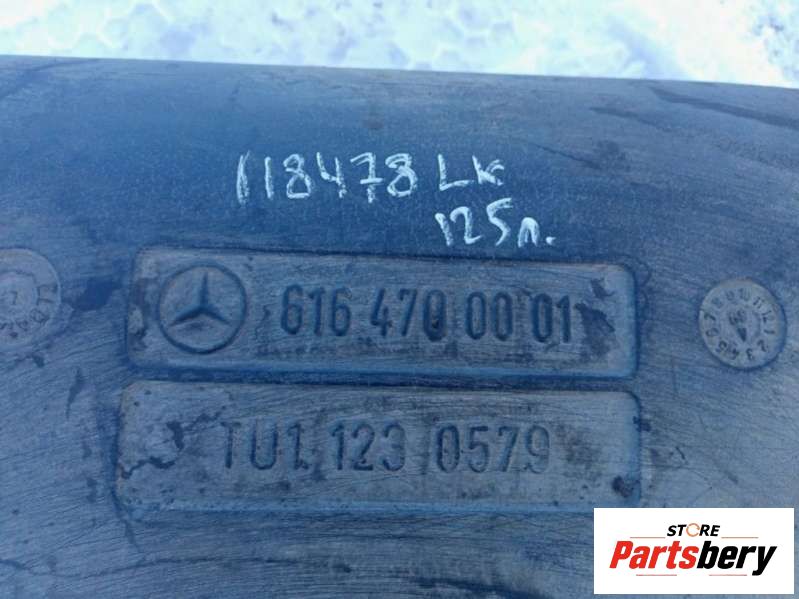 118478 LK
125л.
616 470 00 01
TU1 123 0579
STORE
Partsbery